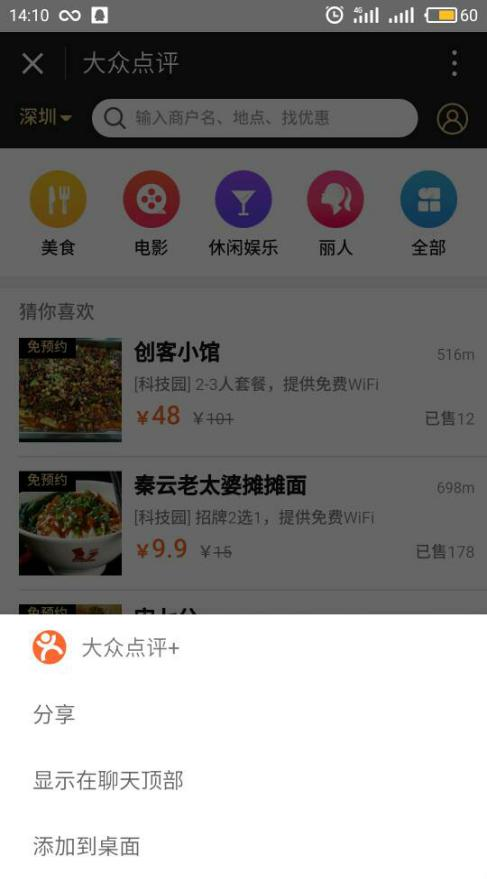 14:10 60
大众点评
深圳 输入商户名、地点、找优惠
美食 电影 休闲娱乐 丽人 全部
猜你喜欢
免预约
创客小馆 516m
[科技园] 2-3人套餐，提供免费WiFi
¥48 ¥101 已售12
免预约
秦云老太婆摊摊面 698m
[科技园] 招牌2选1，提供免费WiFi
¥9.9 ¥15 已售178
免预约
大众点评+
分享
显示在聊天顶部
添加到桌面